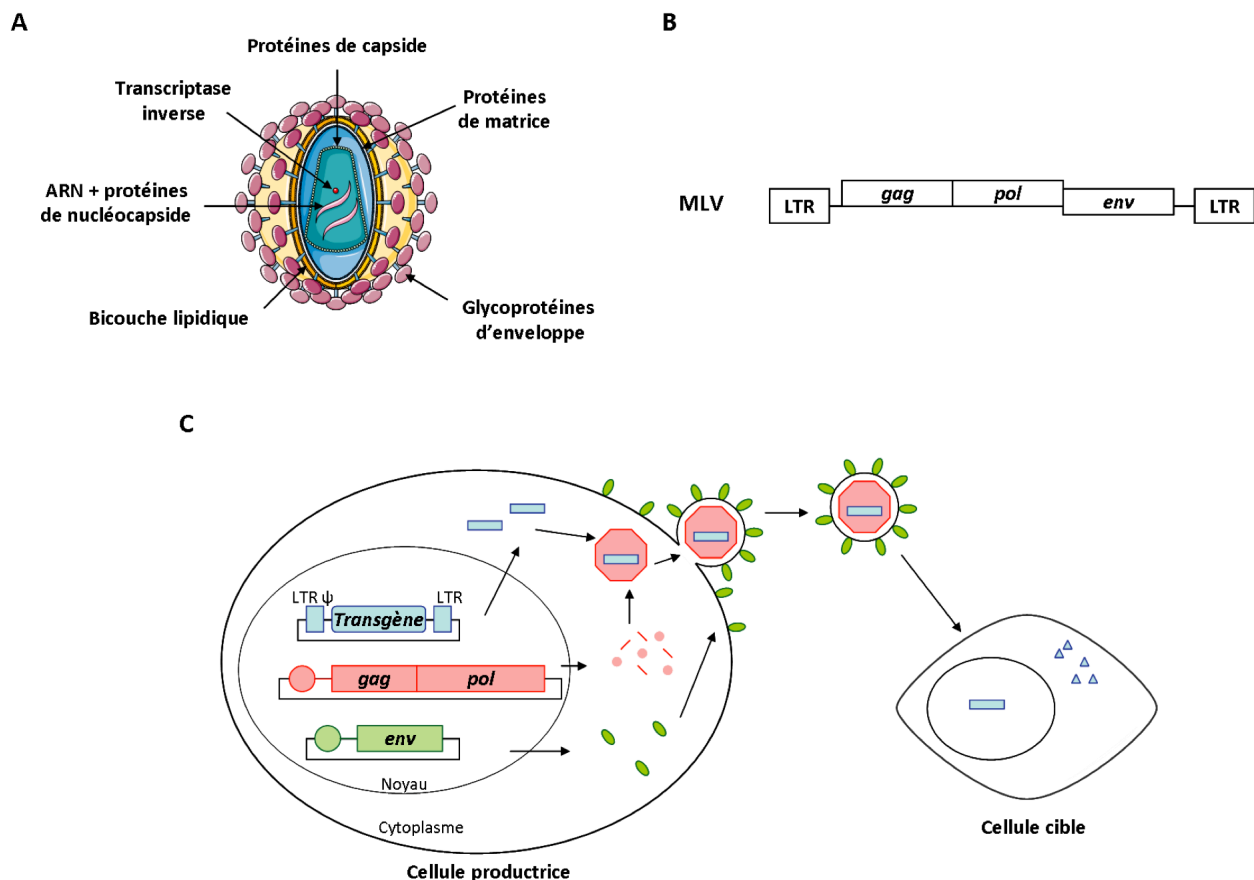 A
Protéines de capside
Transcriptase
inverse
Protéines
de matrice
ARN + protéines
de nucléocapside
Bicouche lipidique
Glycoprotéines
d'enveloppe
B
MLV
LTR
gag
pol
env
LTR
C
LTR ψ
LTR
Transgène
gag
pol
env
Noyau
Cytoplasme
Cellule productrice
Cellule cible